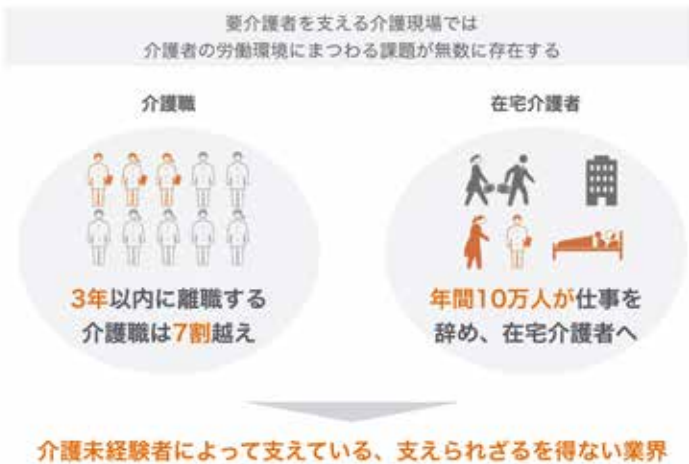 要介護者を支える介護現場では
介護者の労働環境にまつわる課題が無数に存在する
介護職
在宅介護者
3年以内に離職する
介護職は7割越え
年間10万人が仕事を
辞め、在宅介護者へ
介護未経験者によって支えている、支えられざるを得ない業界